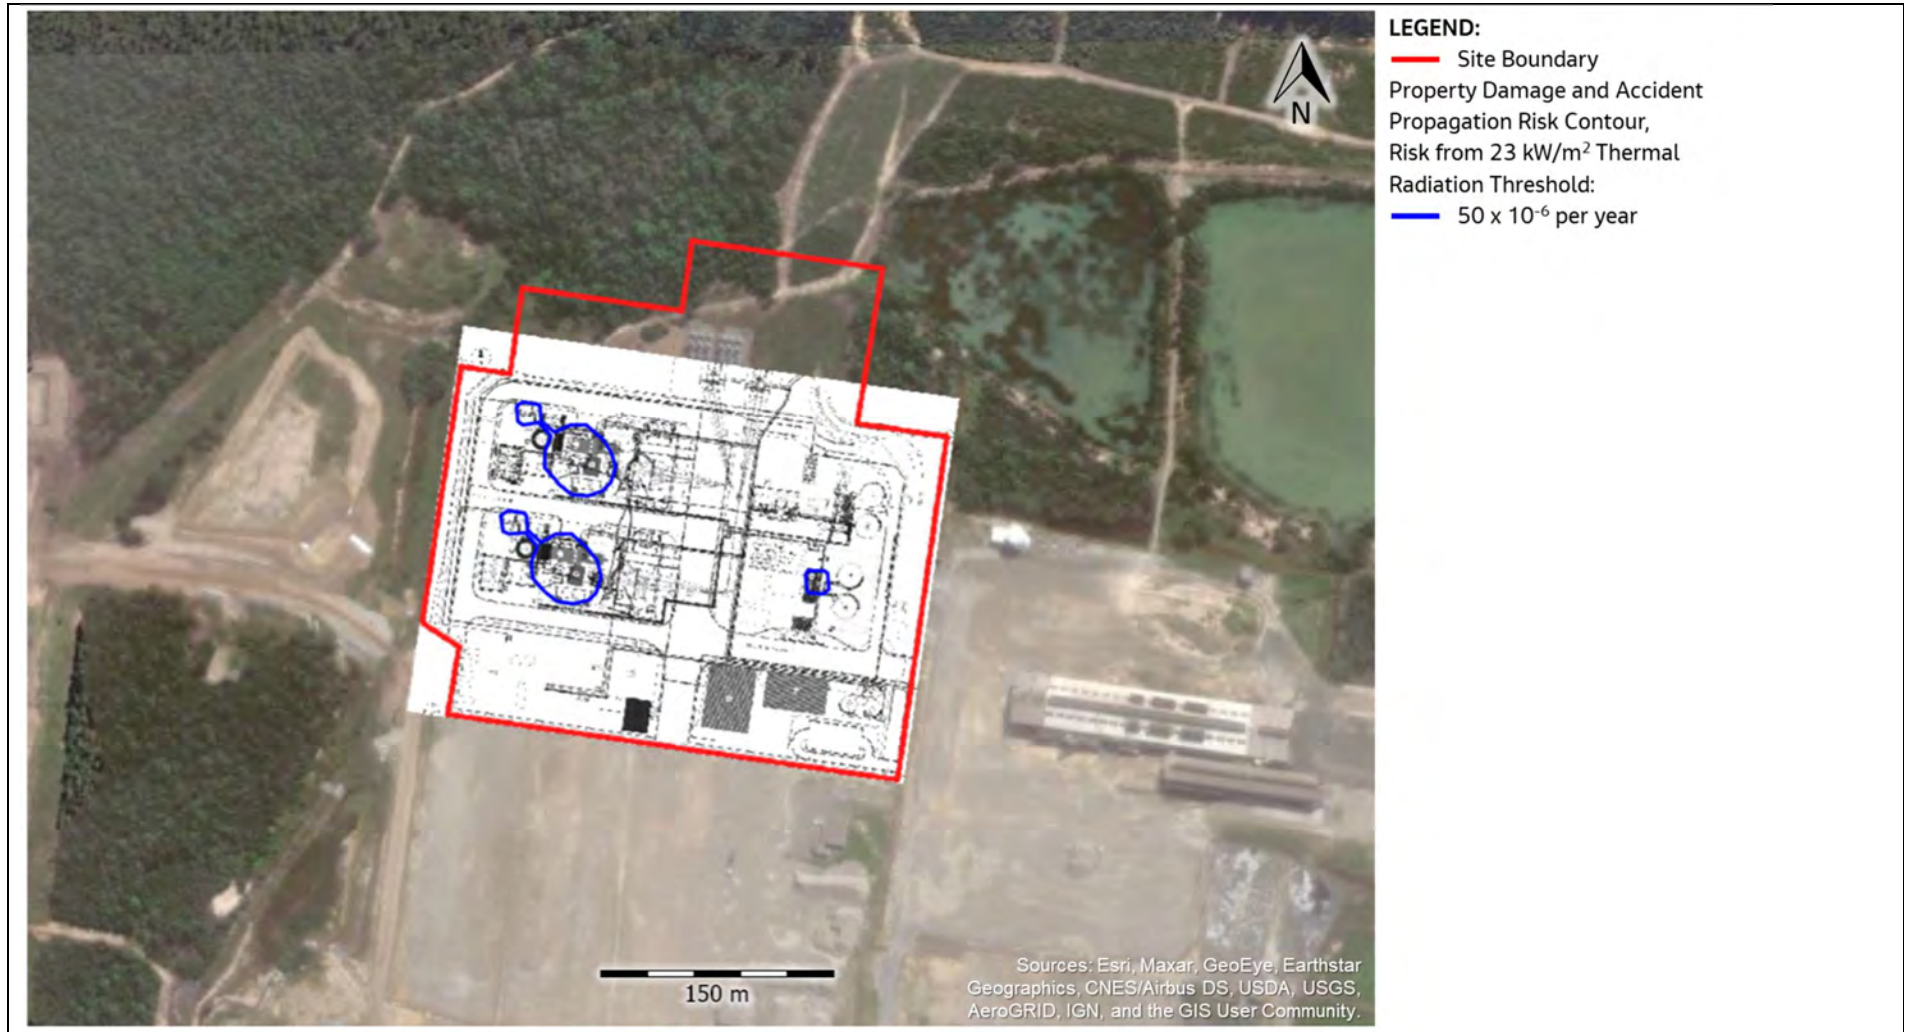 LEGEND:
Site Boundary
Property Damage and Accident
Propagation Risk Contour,
Risk from 23 kW/m² Thermal
Radiation Threshold:
50 x 10⁻⁶ per year
N
150 m
Sources: Esri, Maxar, GeoEye, Earthstar
Geographics, CNES/Airbus DS, USDA, USGS,
AeroGRID, IGN, and the GIS User Community.